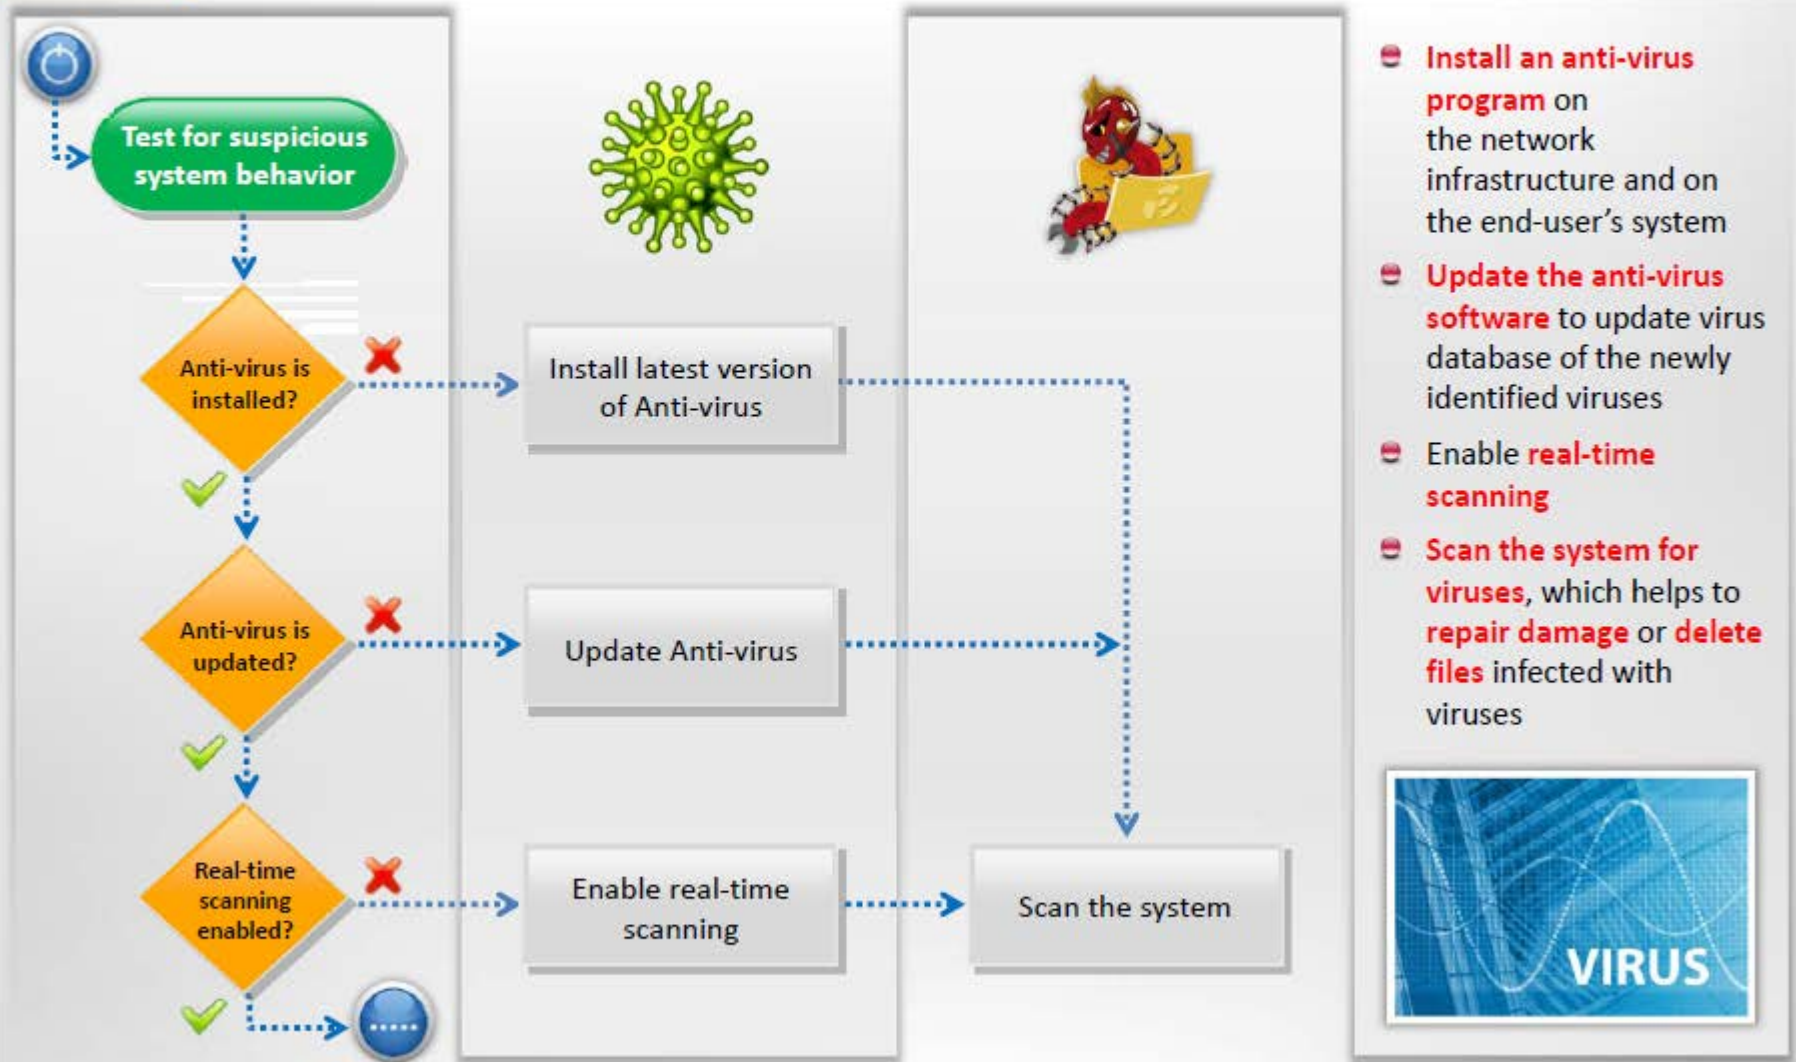 Test for suspicious
system behavior
Anti-virus is
installed?
Install latest version
of Anti-virus
Anti-virus is
updated?
Update Anti-virus
Real-time
scanning
enabled?
Enable real-time
scanning
Scan the system
Install an anti-virus
program on
the network
infrastructure and on
the end-user's system
Update the anti-virus
software to update virus
database of the newly
identified viruses
Enable real-time
scanning
Scan the system for
viruses, which helps to
repair damage or delete
files infected with
viruses
VIRUS